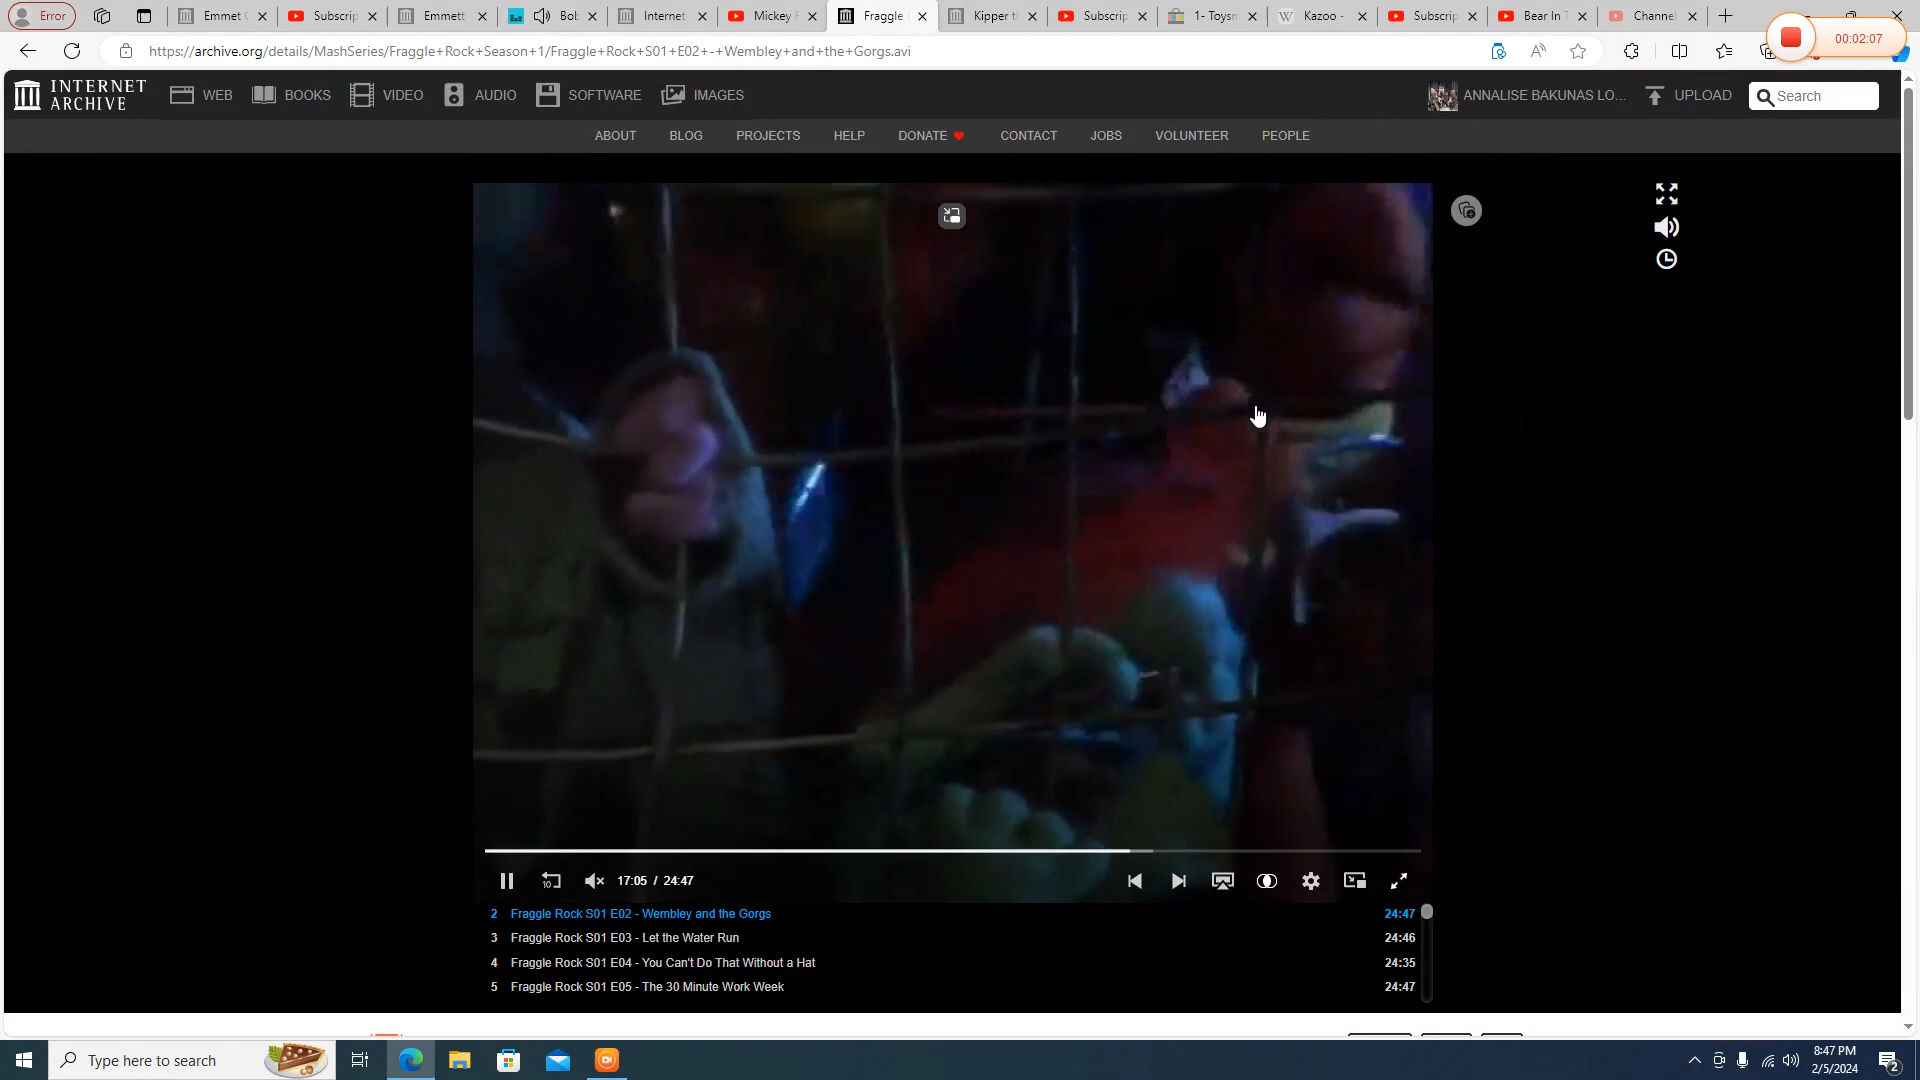 Error
Emmet
Subscrip
Emmett
Bob
Internet
Mickey
Fraggle
Kipper t
Subscrip
1- Toysn
Kazoo -
Subscrip
Bear In T
Channel
00:02:07
https://archive.org/details/MashSeries/Fraggle+Rock+Season+1/Fraggle+Rock+S01+E02+-+Wembley+and+the+Gorgs.avi
INTERNET
ARCHIVE
WEB
BOOKS
VIDEO
AUDIO
SOFTWARE
IMAGES
ANNALISE BAKUNAS LO...
UPLOAD
Search
ABOUT
BLOG
PROJECTS
HELP
DONATE
CONTACT
JOBS
VOLUNTEER
PEOPLE
10
17:05 / 24:47
2 Fraggle Rock S01 E02 - Wembley and the Gorgs 24:47
3 Fraggle Rock S01 E03 - Let the Water Run 24:46
4 Fraggle Rock S01 E04 - You Can't Do That Without a Hat 24:35
5 Fraggle Rock S01 E05 - The 30 Minute Work Week 24:47
Type here to search
8:47 PM
2/5/2024
2